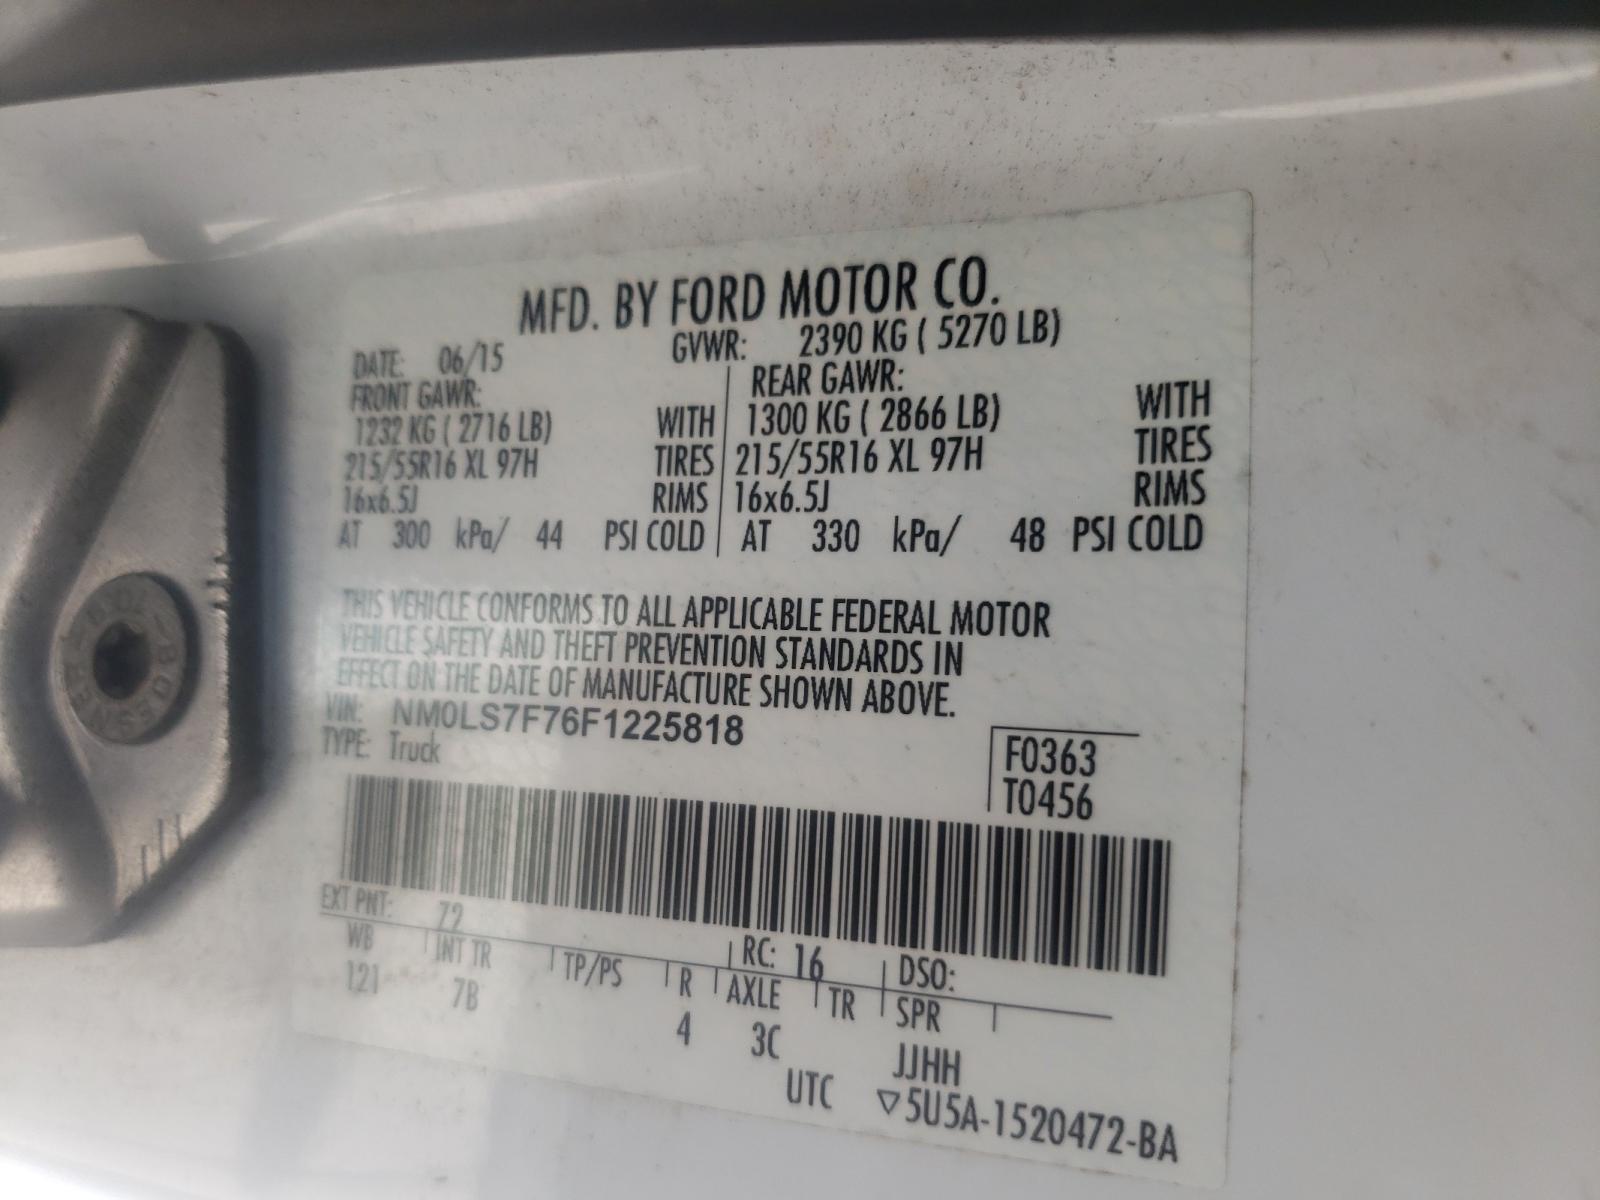 MFD. BY FORD MOTOR CO.
DATE: 06/15 GVWR: 2390 KG ( 5270 LB)
FRONT GAWR: REAR GAWR:
1232 KG ( 2716 LB) WITH 1300 KG ( 2866 LB) WITH
215/55R16 XL 97H TIRES 215/55R16 XL 97H TIRES
16x6.5J RIMS 16x6.5J RIMS
AT 300 kPa/ 44 PSI COLD AT 330 kPa/ 48 PSI COLD
THIS VEHICLE CONFORMS TO ALL APPLICABLE FEDERAL MOTOR
VEHICLE SAFETY AND THEFT PREVENTION STANDARDS IN
EFFECT ON THE DATE OF MANUFACTURE SHOWN ABOVE.
VIN: NM0LS7F76F1225818
TYPE: Truck
F0363
T0456
EXT PNT: 72 RC: 16 DSO:
WB INT TR TP/PS R AXLE TR SPR
121 7B 4 3C JJHH
UTC ▽5U5A-1520472-BA